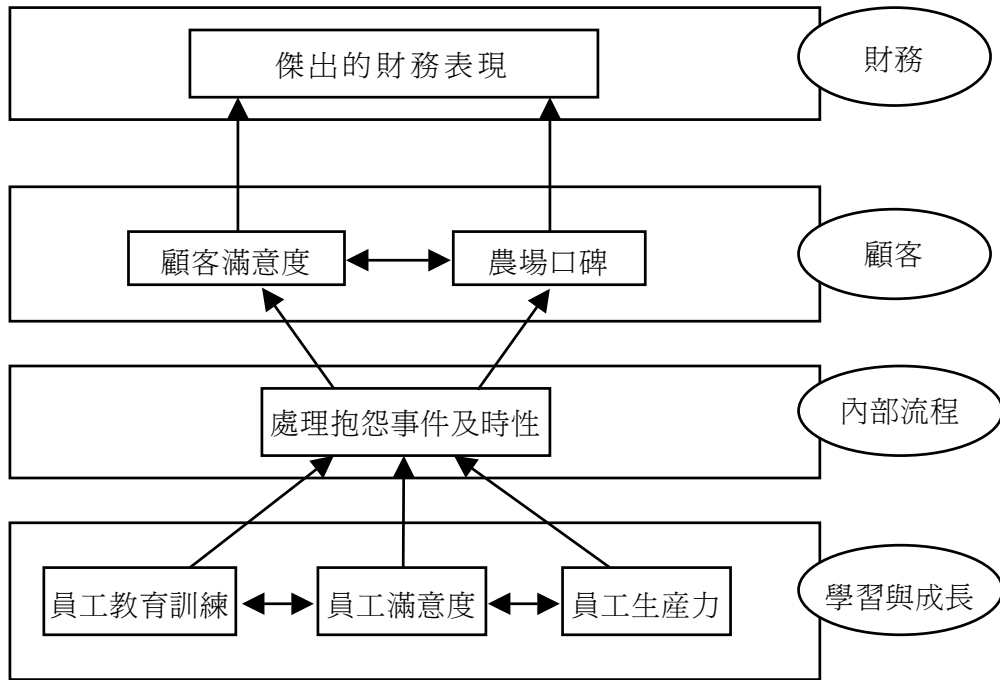 傑出的財務表現
財務
顧客滿意度
農場口碑
顧客
處理抱怨事件及時性
內部流程
員工教育訓練
員工滿意度
員工生產力
學習與成長